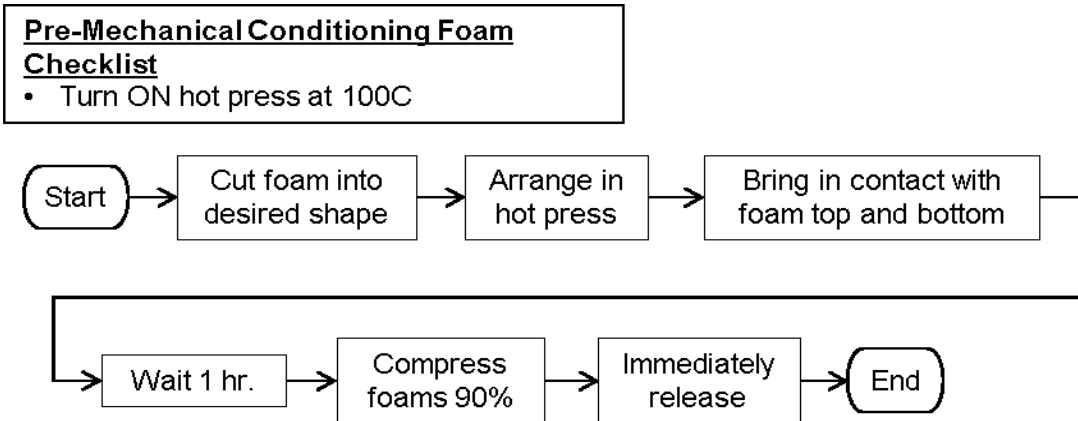 Pre-Mechanical Conditioning Foam
Checklist
• Turn ON hot press at 100C
Start
Cut foam into
desired shape
Arrange in
hot press
Bring in contact with
foam top and bottom
Wait 1 hr.
Compress
foams 90%
Immediately
release
End